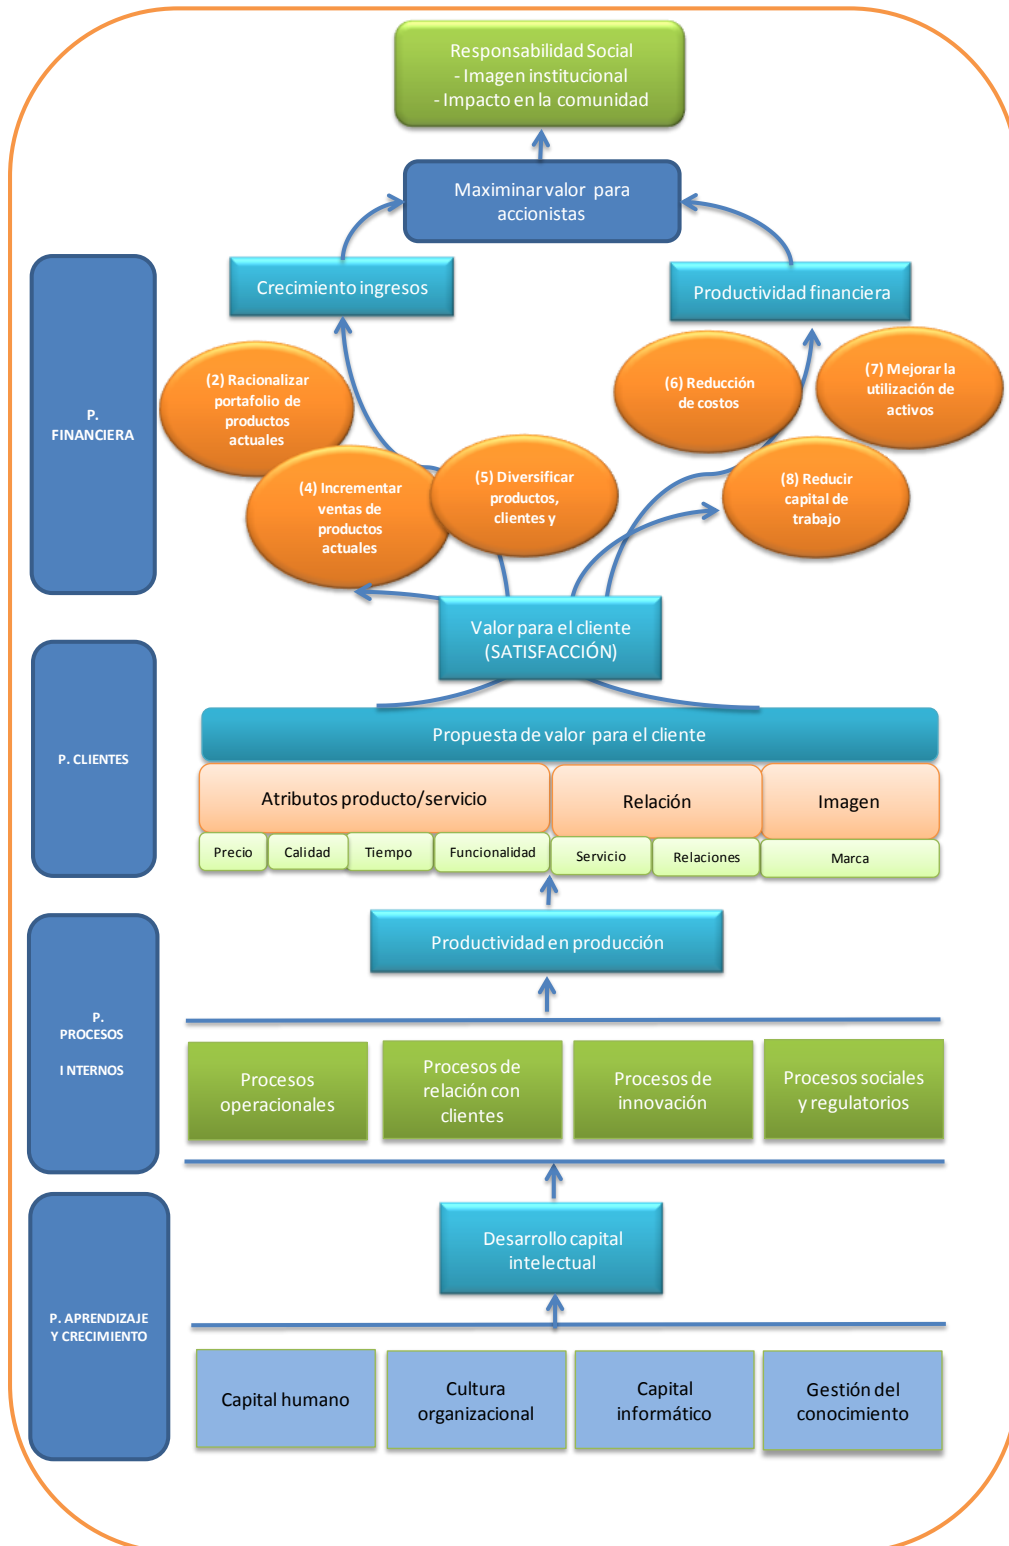 Responsabilidad Social
- Imagen institucional
- Impacto en la comunidad
Maximinar valor para
accionistas
Crecimiento ingresos
Productividad financiera
P.
FINANCIERA
(2) Racionalizar
portafolio de
productos
actuales
(6) Reducción
de costos
(7) Mejorar la
utilización de
activos
(4) Incrementar
ventas de
productos
actuales
(5) Diversificar
productos,
clientes y
(8) Reducir
capital de
trabajo
Valor para el cliente
(SATISFACCIÓN)
P. CLIENTES
Propuesta de valor para el cliente
Atributos producto/servicio
Relación
Imagen
Precio
Calidad
Tiempo
Funcionalidad
Servicio
Relaciones
Marca
Productividad en producción
P.
PROCESOS
I NTERNOS
Procesos
operacionales
Procesos de
relación con
clientes
Procesos de
innovación
Procesos sociales
y regulatorios
Desarrollo capital
intelectual
P. APRENDIZAJE
Y CRECIMIENTO
Capital humano
Cultura
organizacional
Capital
informático
Gestión del
conocimiento